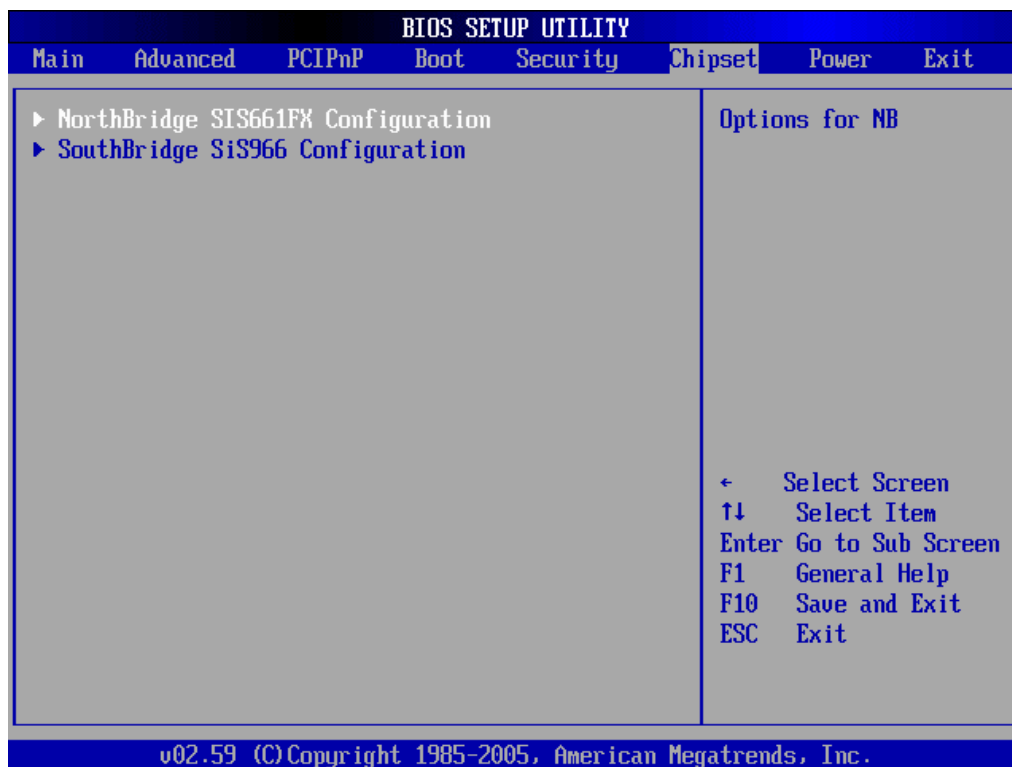 BIOS SETUP UTILITY
Main Advanced PCIPnP Boot Security Chipset Power Exit
▶ NorthBridge SIS661FX Configuration
▶ SouthBridge SiS966 Configuration
Options for NB
← Select Screen
↑↓ Select Item
Enter Go to Sub Screen
F1 General Help
F10 Save and Exit
ESC Exit
v02.59 (C)Copyright 1985-2005, American Megatrends, Inc.